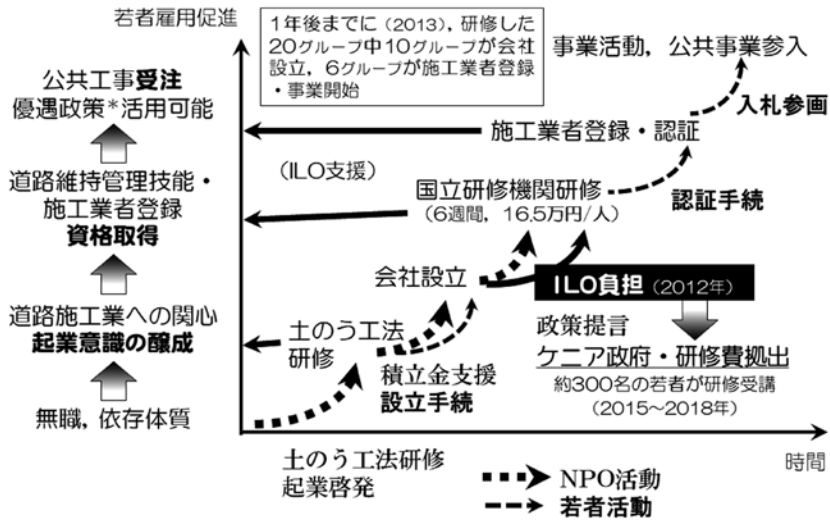 若者雇用促進
1年後までに（2013），研修した
20グループ中10グループが会社
設立，6グループが施工業者登録
・事業開始
事業活動，公共事業参入
入札参画
公共工事受注
優遇政策*活用可能
施工業者登録・認証
（ILO支援）
道路維持管理技能・
施工業者登録
資格取得
国立研修機関研修
（6週間，16.5万円/人）
認証手続
会社設立
ILO負担（2012年）
道路施工業への関心
起業意識の醸成
土のう工法
研修
政策提言
ケニア政府・研修費拠出
約300名の若者が研修受講
（2015～2018年）
積立金支援
設立手続
無職，依存体質
時間
土のう工法研修
起業啓発
NPO活動
若者活動